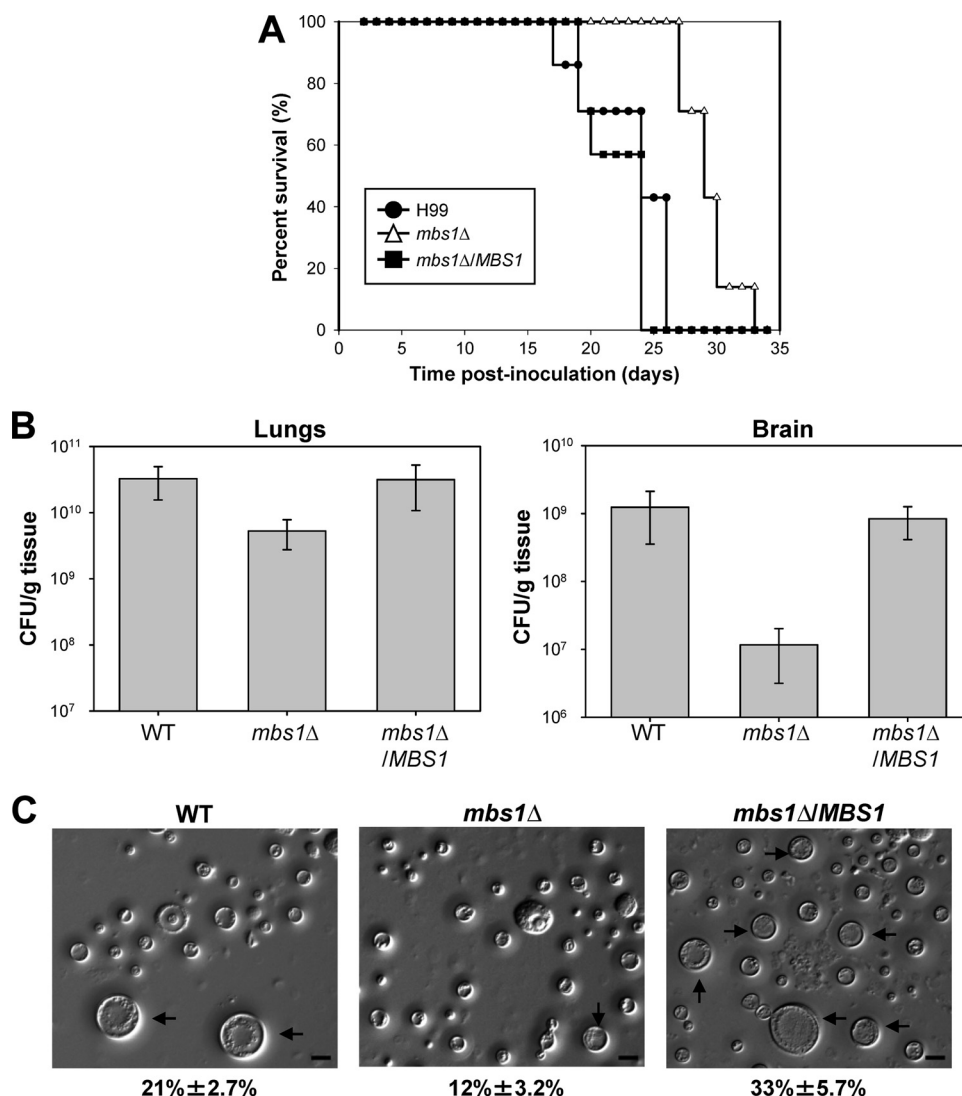 A
100
80
60
40
20
0
Percent survival (%)
H99
mbs1Δ
mbs1Δ/MBS1
0 5 10 15 20 25 30 35
Time post-inoculation (days)
B
Lungs
10¹¹
10¹⁰
10⁹
10⁸
10⁷
CFU/g tissue
WT mbs1Δ mbs1Δ
/MBS1
Brain
10¹⁰
10⁹
10⁸
10⁷
10⁶
CFU/g tissue
WT mbs1Δ mbs1Δ
/MBS1
C
WT mbs1Δ mbs1Δ/MBS1
21%±2.7% 12%±3.2% 33%±5.7%